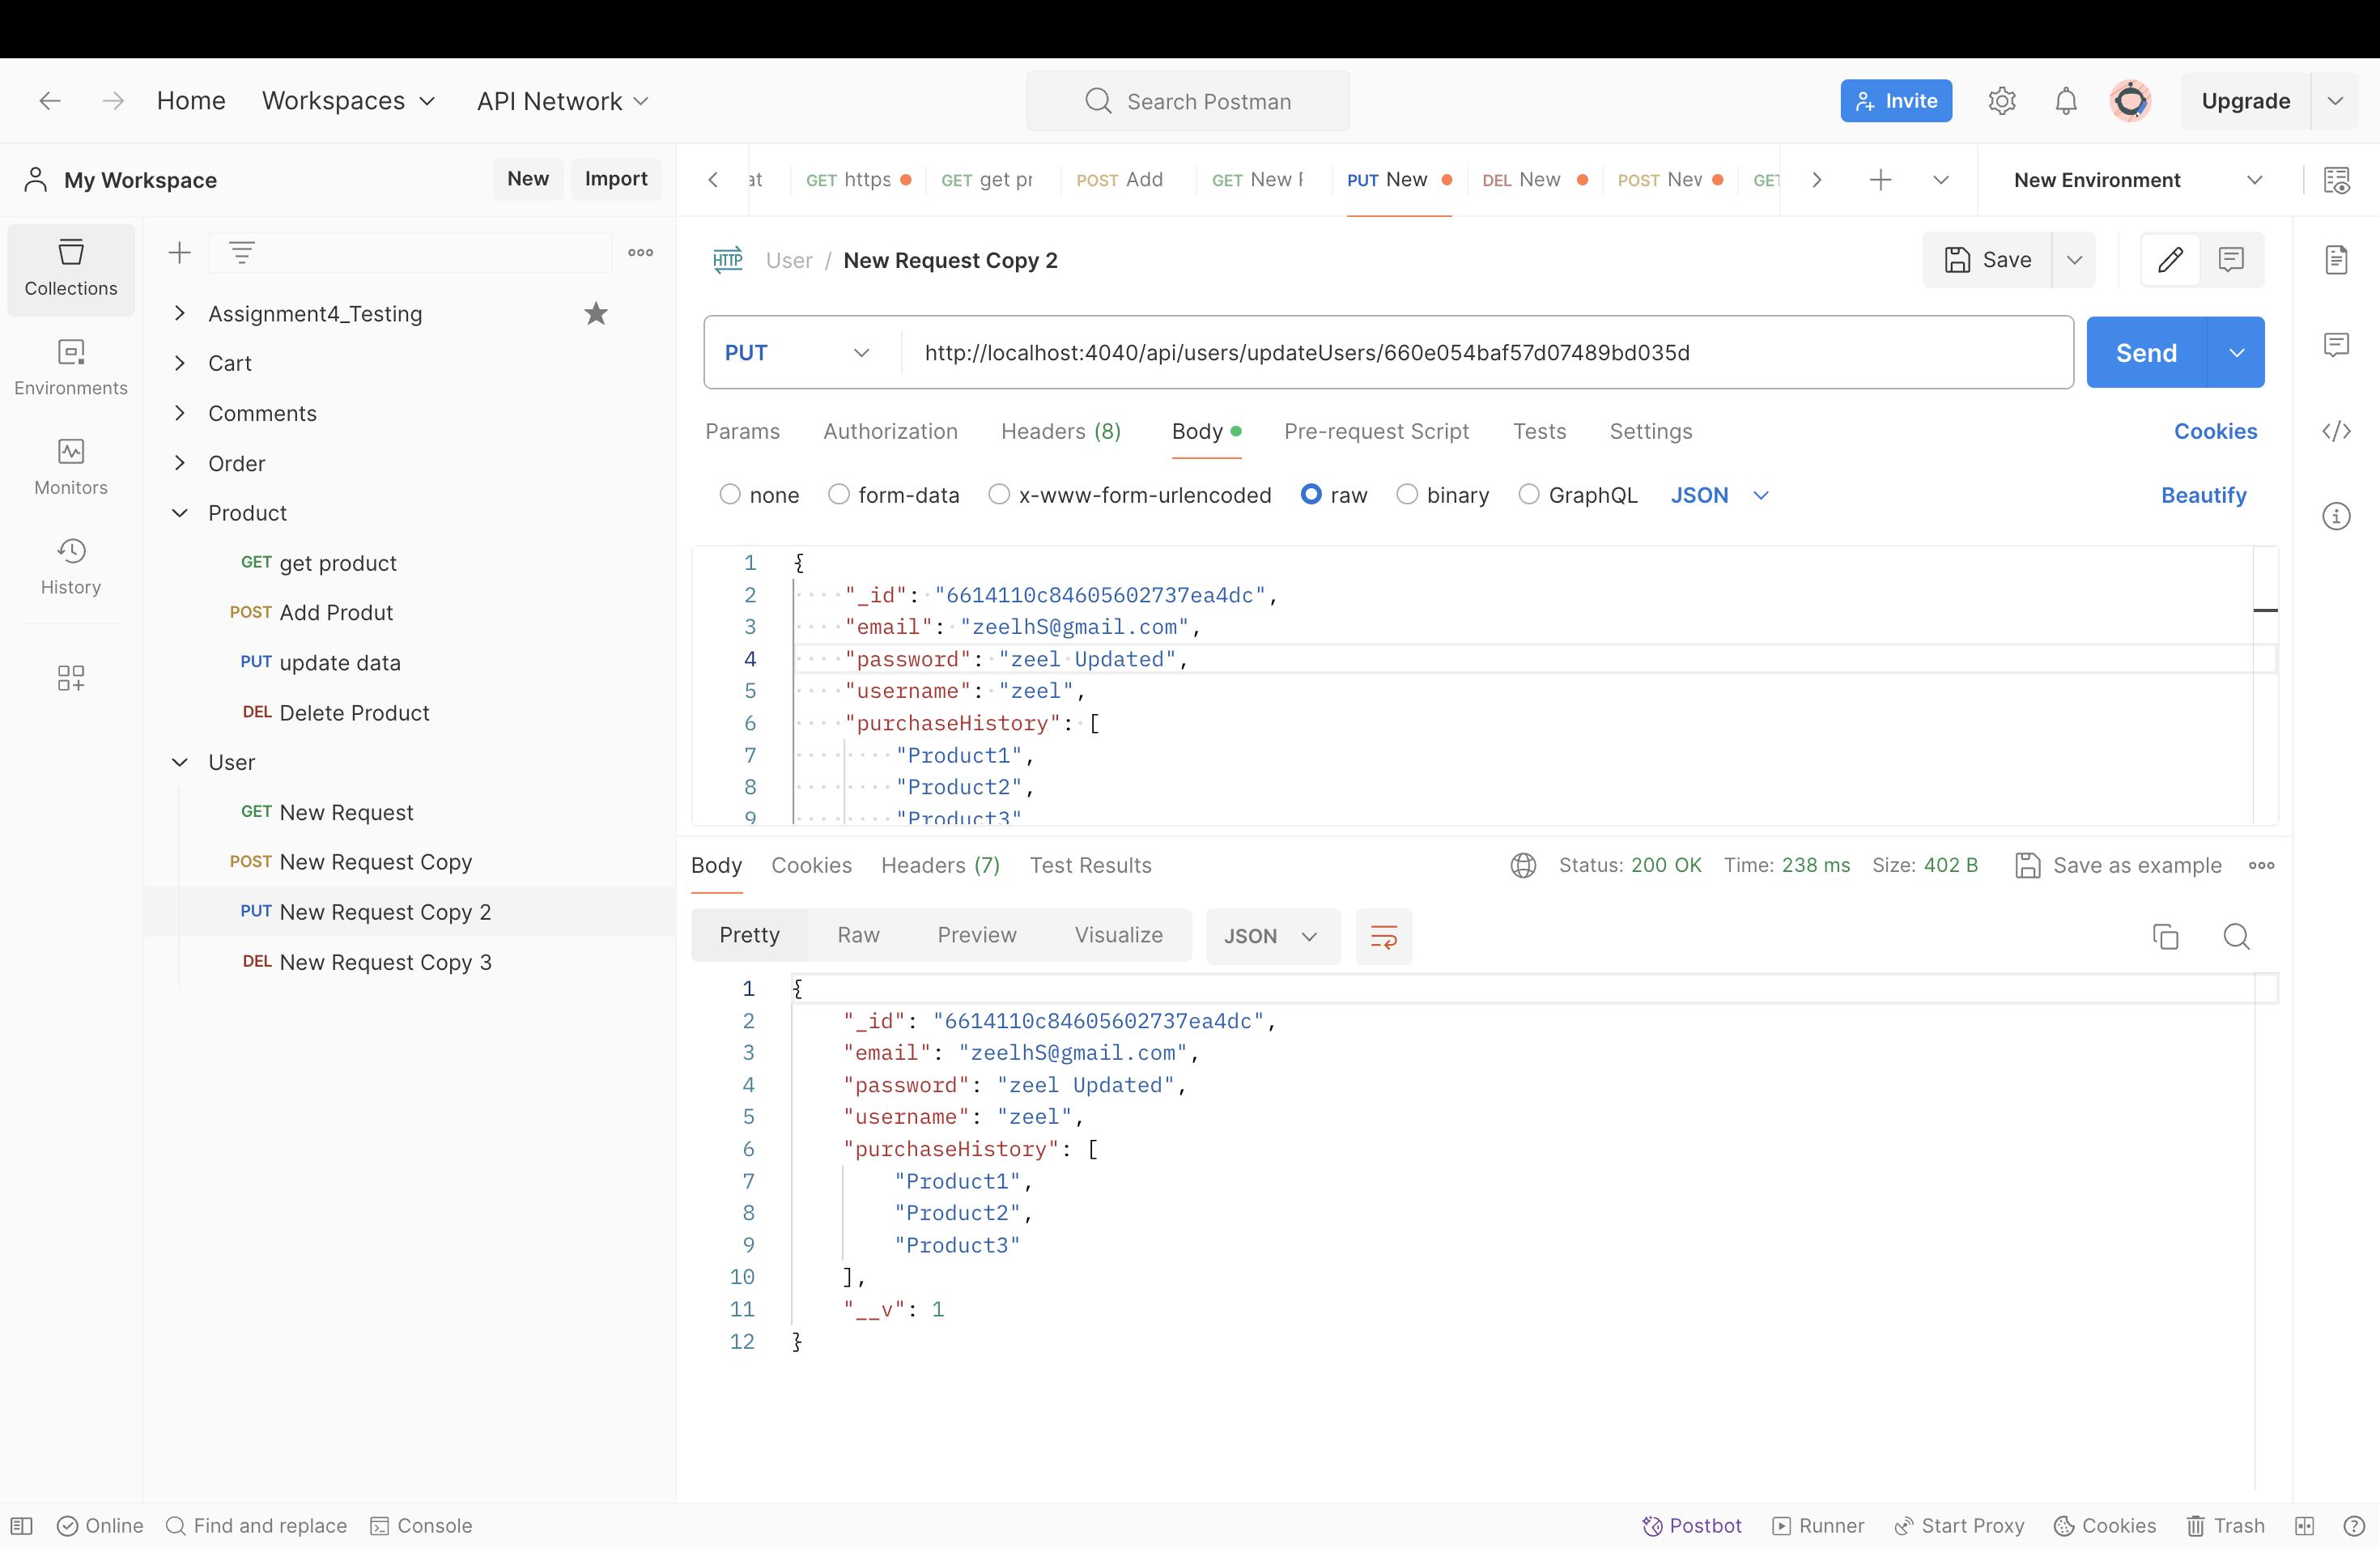 Home Workspaces API Network Search Postman Invite Upgrade
My Workspace New Import at GET https GET get pr POST Add GET New F PUT New DEL New POST New GET New Environment
Collections
Environments
Monitors
History
Assignment4_Testing
Cart
Comments
Order
Product
GET get product
POST Add Produt
PUT update data
DEL Delete Product
User
GET New Request
POST New Request Copy
PUT New Request Copy 2
DEL New Request Copy 3
HTTP User / New Request Copy 2 Save
PUT http://localhost:4040/api/users/updateUsers/660e054baf57d07489bd035d Send
Params Authorization Headers (8) Body Pre-request Script Tests Settings Cookies
none form-data x-www-form-urlencoded raw binary GraphQL JSON Beautify
1 {
2 "_id": "6614110c84605602737ea4dc",
3 "email": "zeelhS@gmail.com",
4 "password": "zeel Updated",
5 "username": "zeel",
6 "purchaseHistory": [
7 "Product1",
8 "Product2",
9 "Product3"
Body Cookies Headers (7) Test Results Status: 200 OK Time: 238 ms Size: 402 B Save as example
Pretty Raw Preview Visualize JSON
1 {
2 "_id": "6614110c84605602737ea4dc",
3 "email": "zeelhS@gmail.com",
4 "password": "zeel Updated",
5 "username": "zeel",
6 "purchaseHistory": [
7 "Product1",
8 "Product2",
9 "Product3"
10 ],
11 "__v": 1
12 }
Online Find and replace Console Postbot Runner Start Proxy Cookies Trash